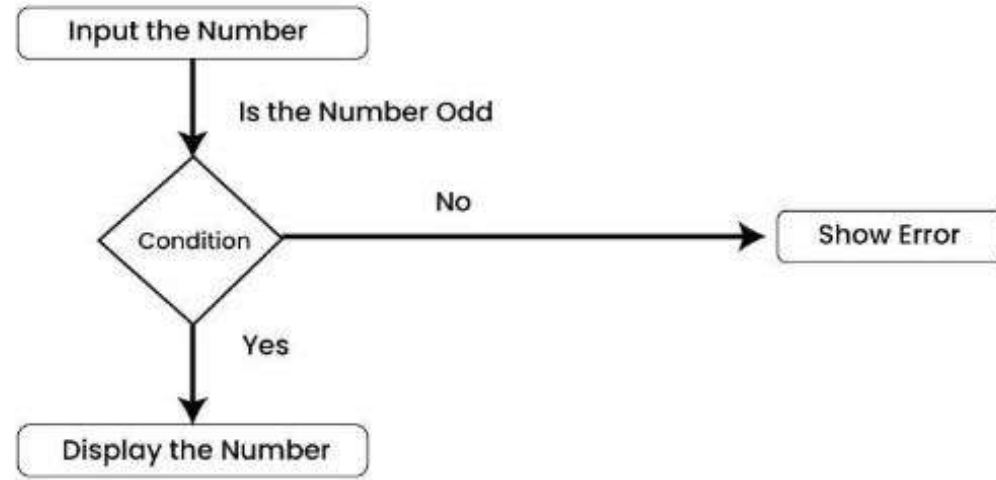 Input the Number
Is the Number Odd
No
Condition
Show Error
Yes
Display the Number